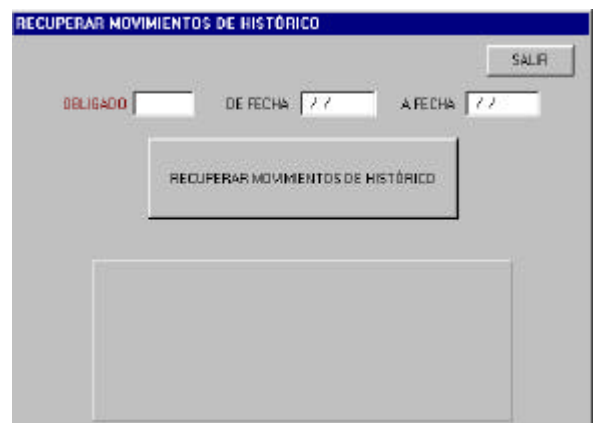 RECUPERAR MOVIMIENTOS DE HISTÓRICO
SALIR
OBLIGADO DE FECHA / / A FECHA / /
RECUPERAR MOVIMIENTOS DE HISTÓRICO